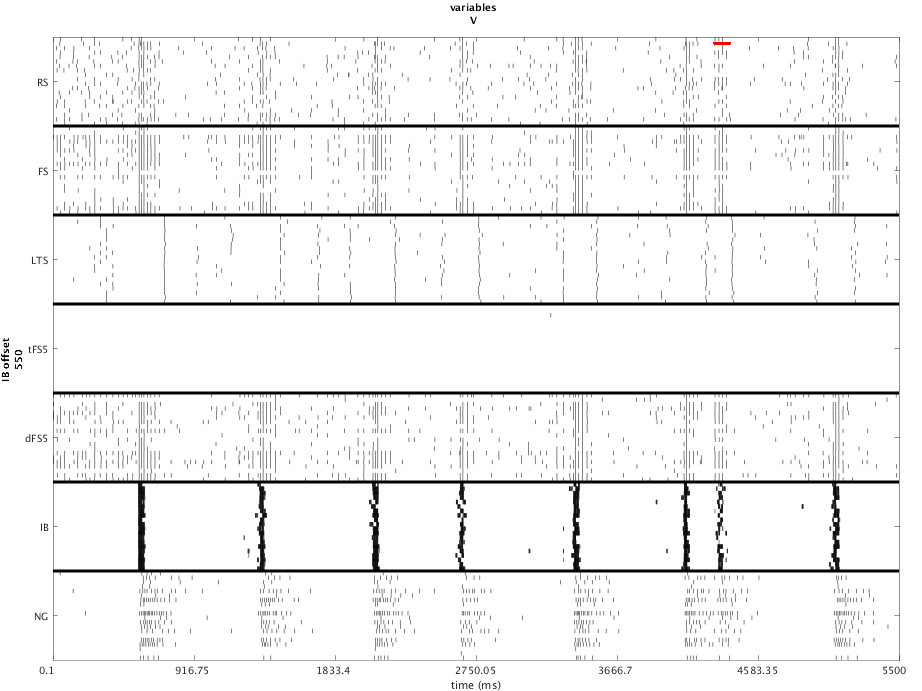 variables
V
RS
FS
LTS
tFS5
dFS5
IB
NG
IB offset
550
0.1 916.75 1833.4 2750.05 3666.7 4583.35 5500
time (ms)